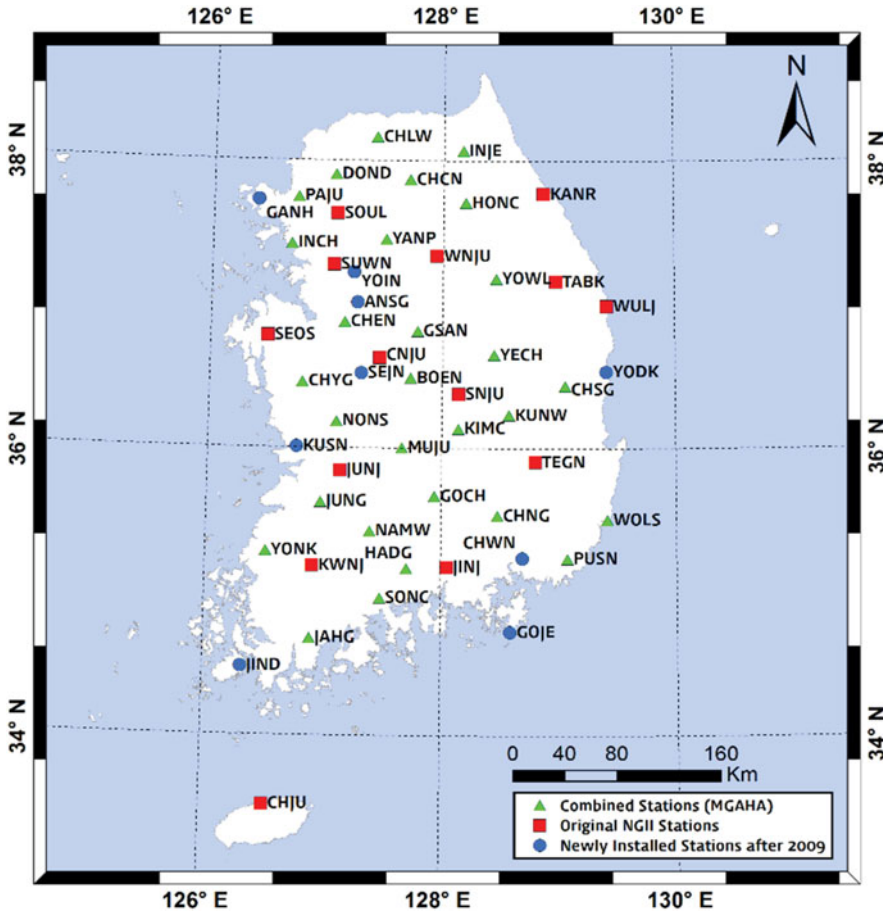 126° E 128° E 130° E
N
38° N 38° N
CHLW
INJE
DOND
CHCN
PAJU
KANR
GANH
SOUL
HONC
INCH
YANP
WNJU
SUWN
YOIN
YOWL
TABK
ANSG
WULJ
CHEN
SEOS
GSAN
CNJU
YECH
SEJN
YODK
CHYG
BOEN
CHSG
SNJU
NONS
KUNW
KIMC
36° N 36° N
KUSN
MUJU
JUNJ
TEGN
JUNG
GOCH
CHNG
WOLS
NAMW
CHWN
YONK
HADG
PUSN
KWNJ
JINJ
SONC
GOJE
JAHG
JIND
34° N 34° N
0 40 80 160
Km
CHJU
Combined Stations (MGAHA)
Original NGII Stations
Newly Installed Stations after 2009
126° E 128° E 130° E